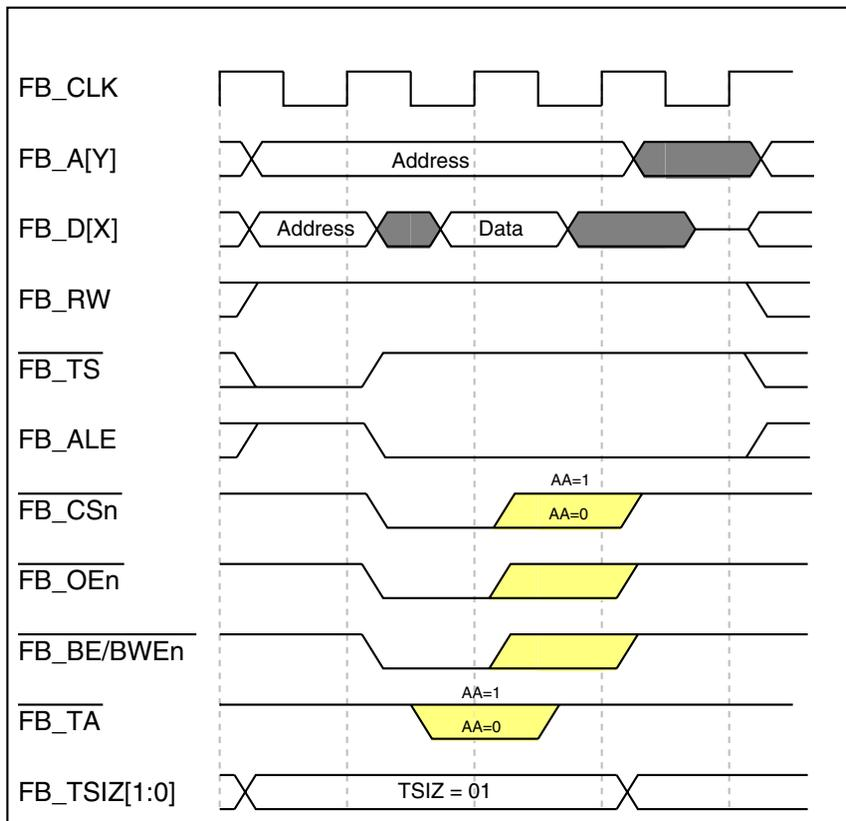 FB_CLK
FB_A[Y] Address
FB_D[X] Address Data
FB_RW
FB_TS
FB_ALE
AA=1
FB_CSn AA=0
FB_OEn
FB_BE/BWEn
AA=1
FB_TA AA=0
FB_TSIZ[1:0] TSIZ = 01